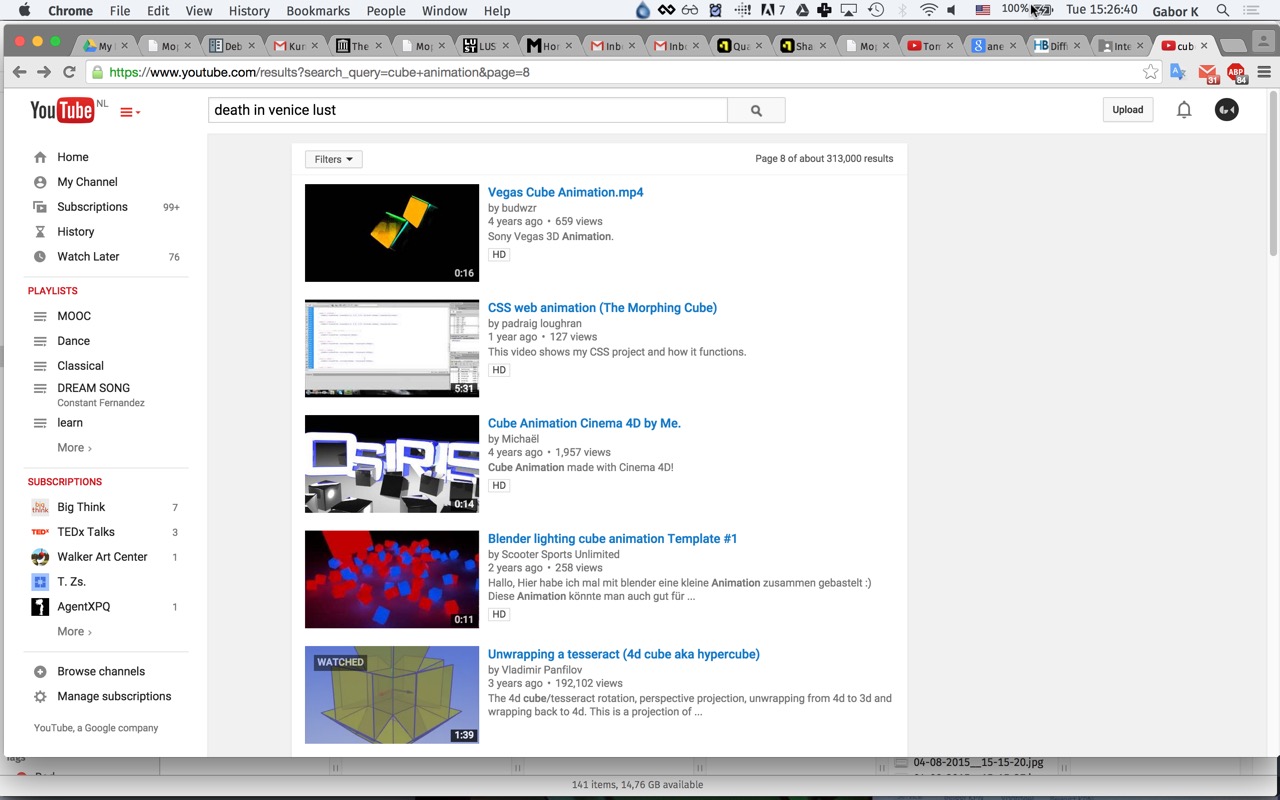 Chrome File Edit View History Bookmarks People Window Help 7 100% Tue 15:26:40 Gabor K
My Mop Deb Kur The Mop LUS Hor Inbo Inbo Qua Sha Mop Ton ane Diffi Inte cub
https://www.youtube.com/results?search_query=cube+animation&page=8 31 ABP 84
YouTube NL death in venice lust Upload
Home
My Channel
Subscriptions 99+
History
Watch Later 76
PLAYLISTS
MOOC
Dance
Classical
DREAM SONG
Constant Fernandez
learn
More ›
SUBSCRIPTIONS
Big Think 7
TEDx Talks 3
Walker Art Center 1
T. Zs.
AgentXPQ 1
More ›
Browse channels
Manage subscriptions
YouTube, a Google company
Filters Page 8 of about 313,000 results
Vegas Cube Animation.mp4
by budwzr
4 years ago • 659 views
Sony Vegas 3D Animation.
HD
0:16
CSS web animation (The Morphing Cube)
by padraig loughran
1 year ago • 127 views
This video shows my CSS project and how it functions.
HD
5:31
Cube Animation Cinema 4D by Me.
by Michaël
4 years ago • 1,957 views
Cube Animation made with Cinema 4D!
HD
OSIRIS
0:14
Blender lighting cube animation Template #1
by Scooter Sports Unlimited
2 years ago • 258 views
Hallo, Hier habe ich mal mit blender eine kleine Animation zusammen gebastelt :)
Diese Animation könnte man auch gut für ...
HD
0:11
WATCHED
Unwrapping a tesseract (4d cube aka hypercube)
by Vladimir Panfilov
3 years ago • 192,102 views
The 4d cube/tesseract rotation, perspective projection, unwrapping from 4d to 3d and
wrapping back to 4d. This is a projection of ...
1:39
04-08-2015__15-15-20.jpg
141 items, 14,76 GB available